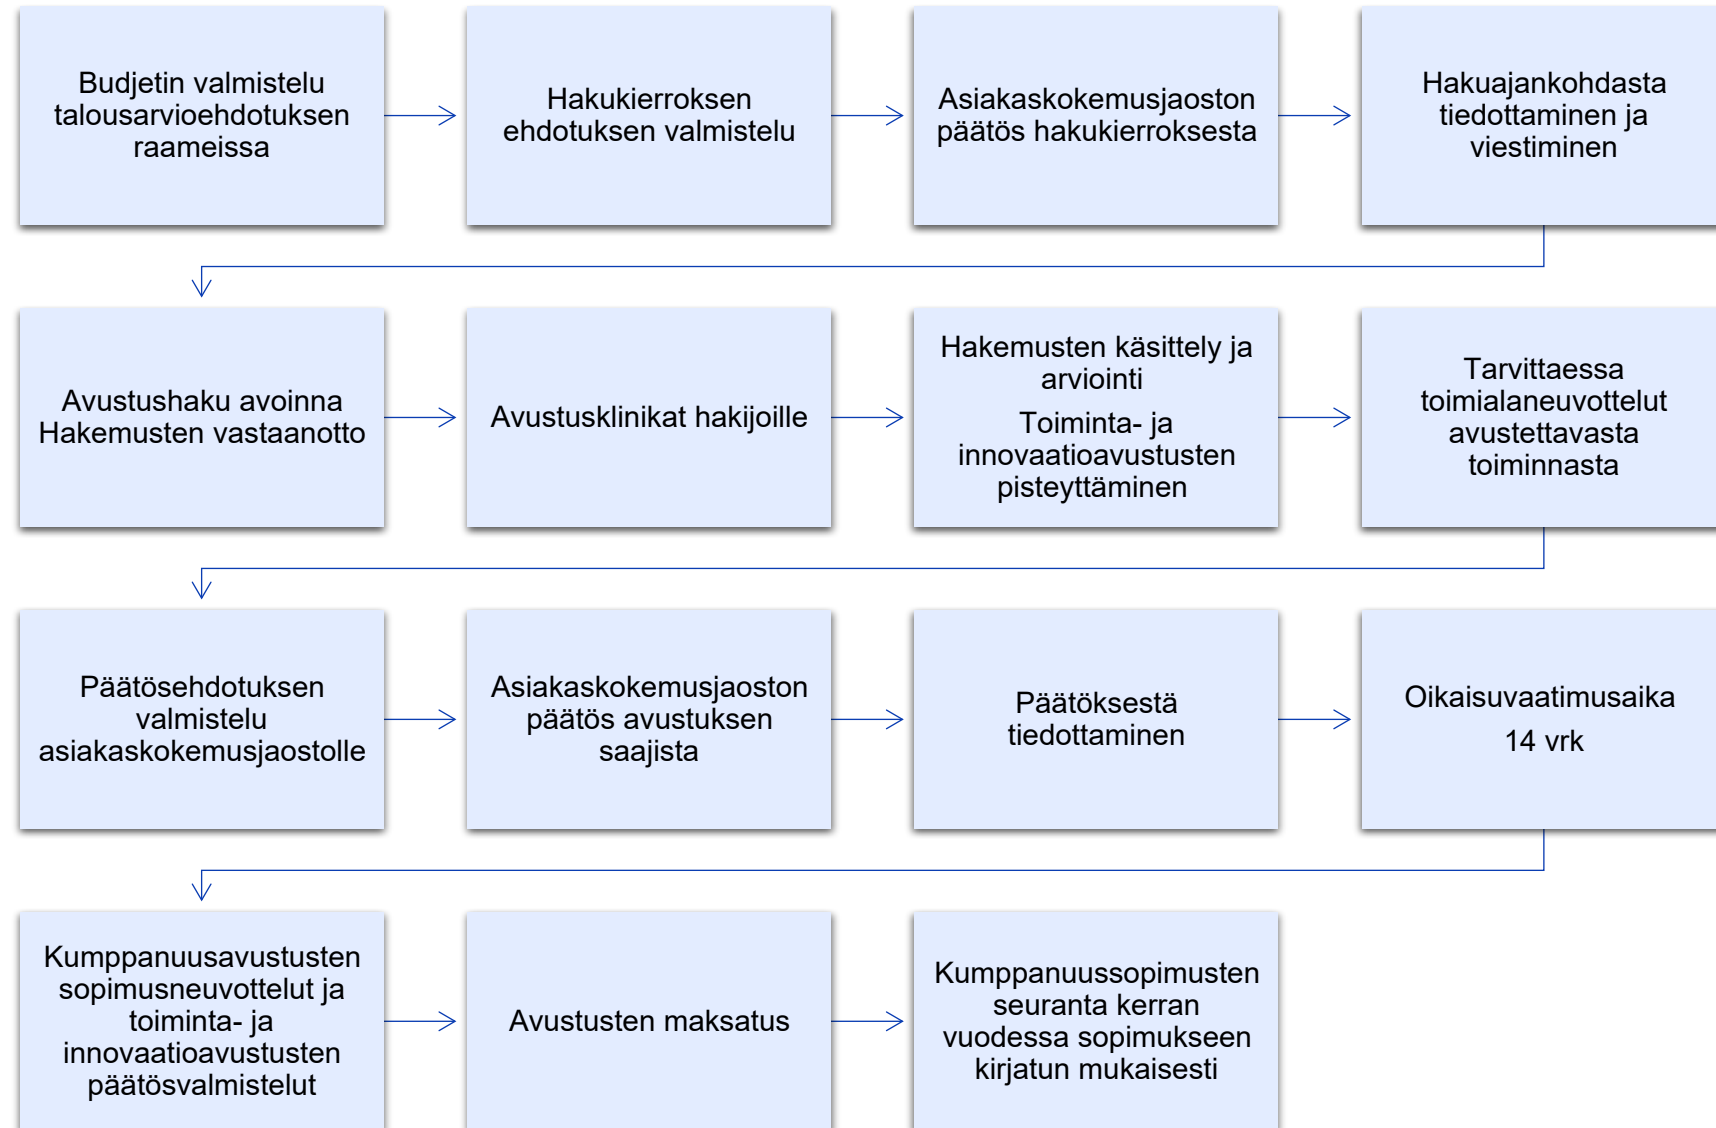 Budjetin valmistelu
talousarvioehdotuksen
raameissa
Hakukierroksen
ehdotuksen valmistelu
Asiakaskokemusjaoston
päätös hakukierroksesta
Hakuajankohdasta
tiedottaminen ja
viestiminen
Avustushaku avoinna
Hakemusten vastaanotto
Avustusklinikat hakijoille
Hakemusten käsittely ja
arviointi
Toiminta- ja
innovaatioavustusten
pisteyttäminen
Tarvittaessa
toimialaneuvottelut
avustettavasta
toiminnasta
Päätösehdotuksen
valmistelu
asiakaskokemusjaostolle
Asiakaskokemusjaoston
päätös avustuksen
saajista
Päätöksestä
tiedottaminen
Oikaisuvaatimusaika
14 vrk
Kumppanuusavustusten
sopimusneuvottelut ja
toiminta- ja
innovaatioavustusten
päätösvalmistelut
Avustusten maksatus
Kumppanuussopimusten
seuranta kerran
vuodessa sopimukseen
kirjatun mukaisesti